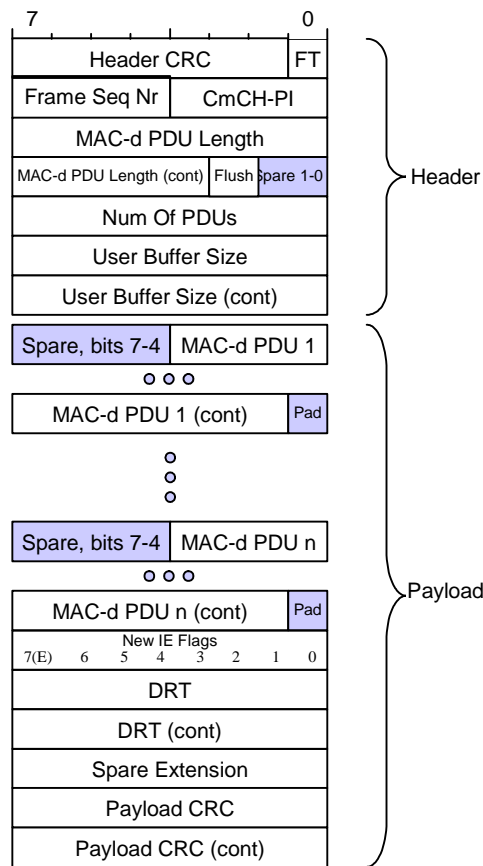 7 0
Header CRC FT
Frame Seq Nr CmCH-PI
MAC-d PDU Length
MAC-d PDU Length (cont) Flush Spare 1-0
Header
Num Of PDUs
User Buffer Size
User Buffer Size (cont)
Spare, bits 7-4 MAC-d PDU 1
MAC-d PDU 1 (cont) Pad
Spare, bits 7-4 MAC-d PDU n
MAC-d PDU n (cont) Pad
Payload
New IE Flags
7(E) 6 5 4 3 2 1 0
DRT
DRT (cont)
Spare Extension
Payload CRC
Payload CRC (cont)